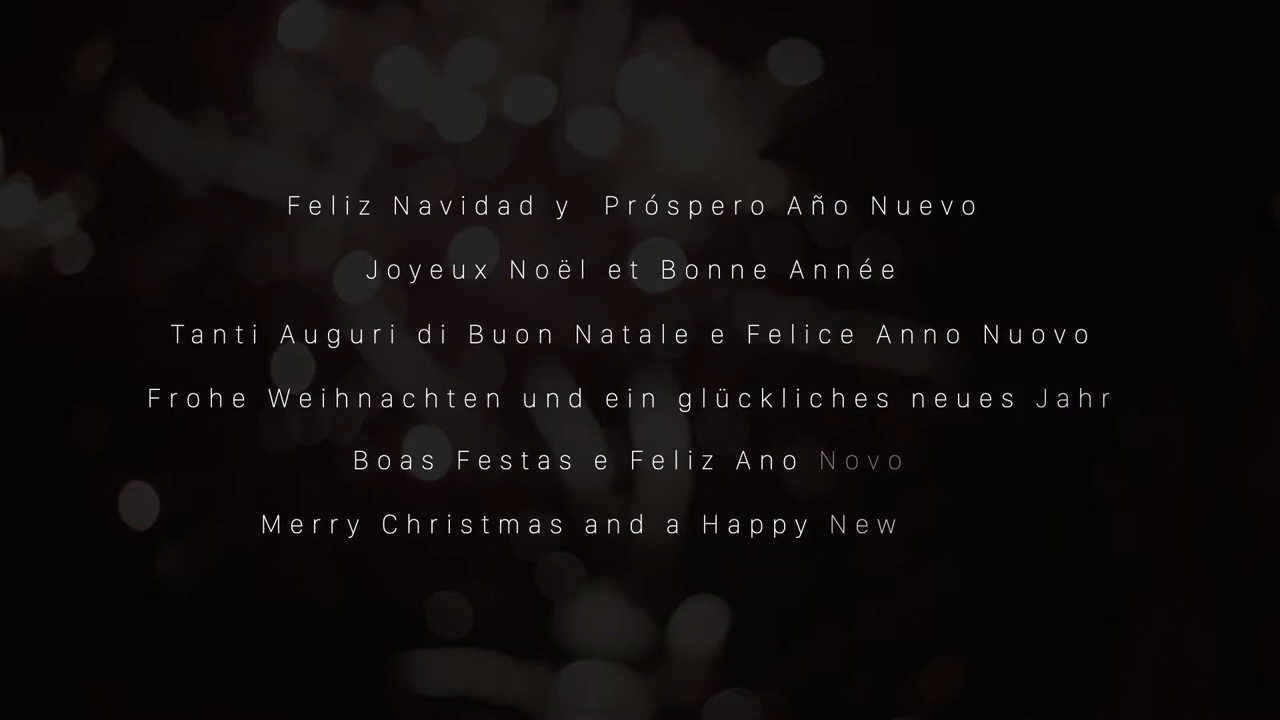 Feliz Navidad y Próspero Año Nuevo
Joyeux Noël et Bonne Année
Tanti Auguri di Buon Natale e Felice Anno Nuovo
Frohe Weihnachten und ein glückliches neues Jahr
Boas Festas e Feliz Ano Novo
Merry Christmas and a Happy New